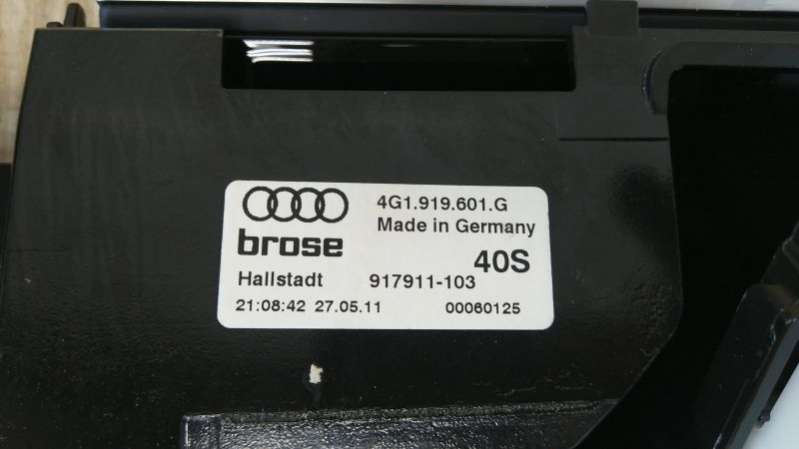 4G1.919.601.G
Made in Germany
brose
40S
Hallstadt 917911-103
21:08:42 27.05.11 00060125